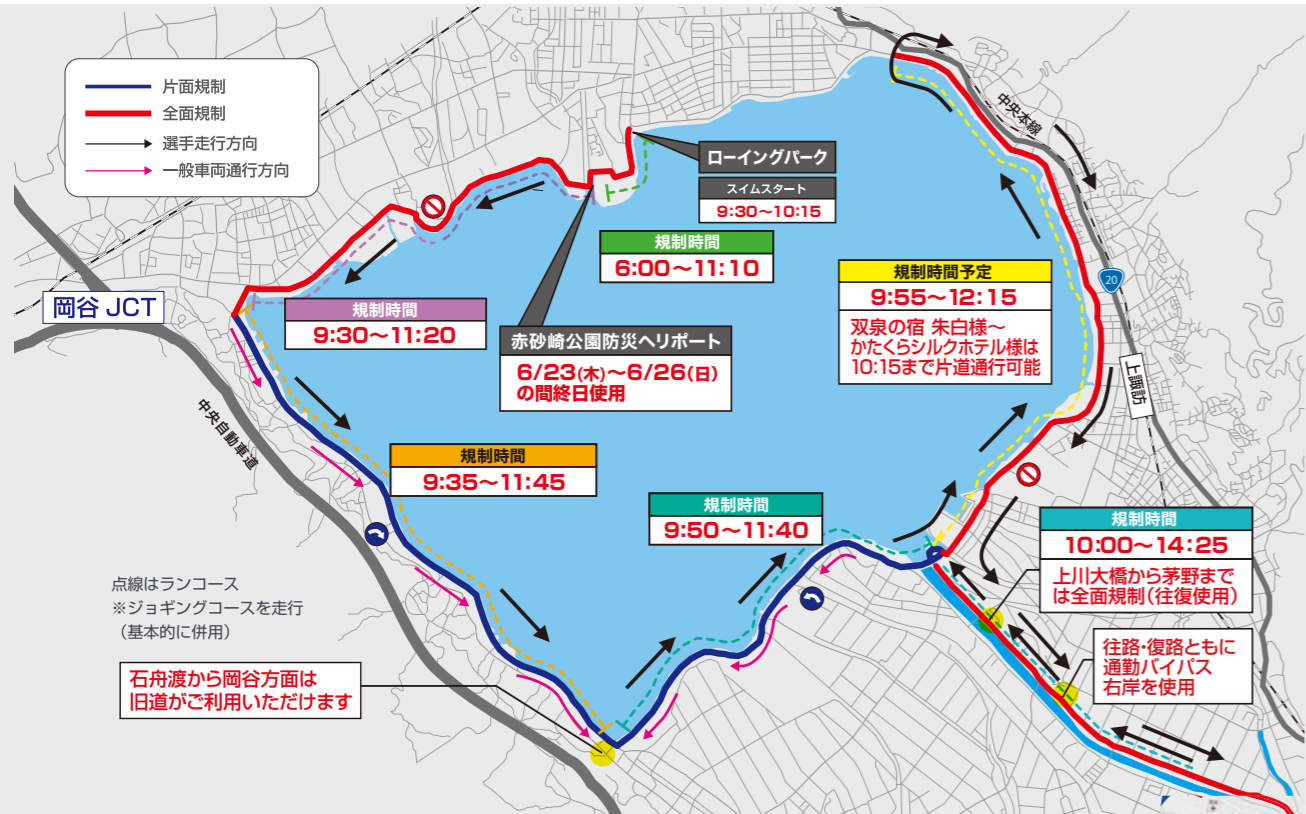 片面規制
全面規制
選手走行方向
一般車両通行方向
中央本線
ローイングパーク
スイムスタート
9:30～10:15
規制時間
6:00～11:10
規制時間予定
9:55～12:15
双泉の宿 朱白様～
かたくらシルクホテル様は
10:15まで片道通行可能
20
岡谷 JCT
規制時間
9:30～11:20
赤砂崎公園防災ヘリポート
6/23(木)～6/26(日)
の間終日使用
上諏訪
中央自動車道
規制時間
9:35～11:45
規制時間
9:50～11:40
規制時間
10:00～14:25
上川大橋から茅野まで
は全面規制(往復使用)
点線はランコース
※ジョギングコースを走行
(基本的に併用)
往路・復路ともに
通勤バイパス
右岸を使用
石舟渡から岡谷方面は
旧道がご利用いただけます